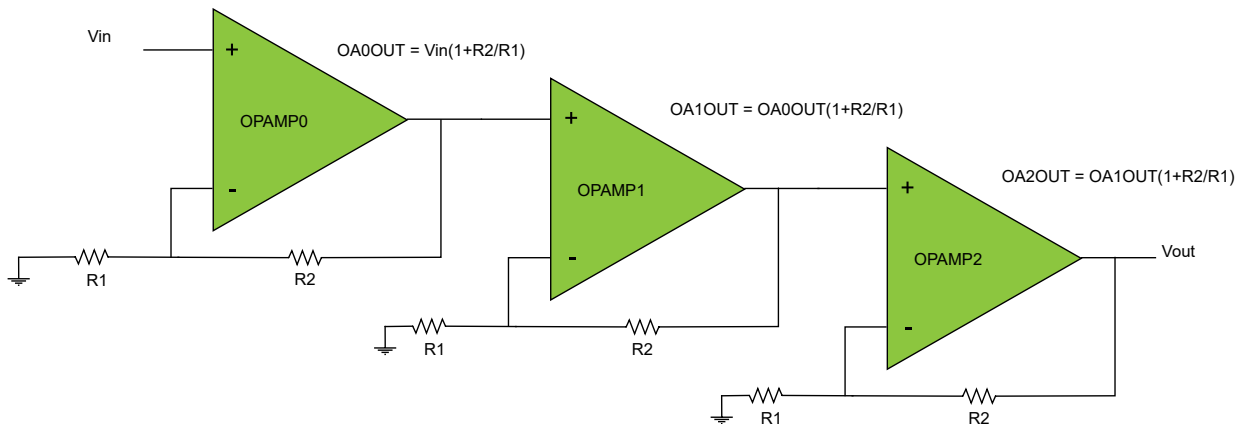 Vin
+
OA0OUT = Vin(1+R2/R1)
OPAMP0
-
R1
R2
+
OA1OUT = OA0OUT(1+R2/R1)
OPAMP1
-
R1
R2
+
OA2OUT = OA1OUT(1+R2/R1)
OPAMP2
Vout
-
R1
R2